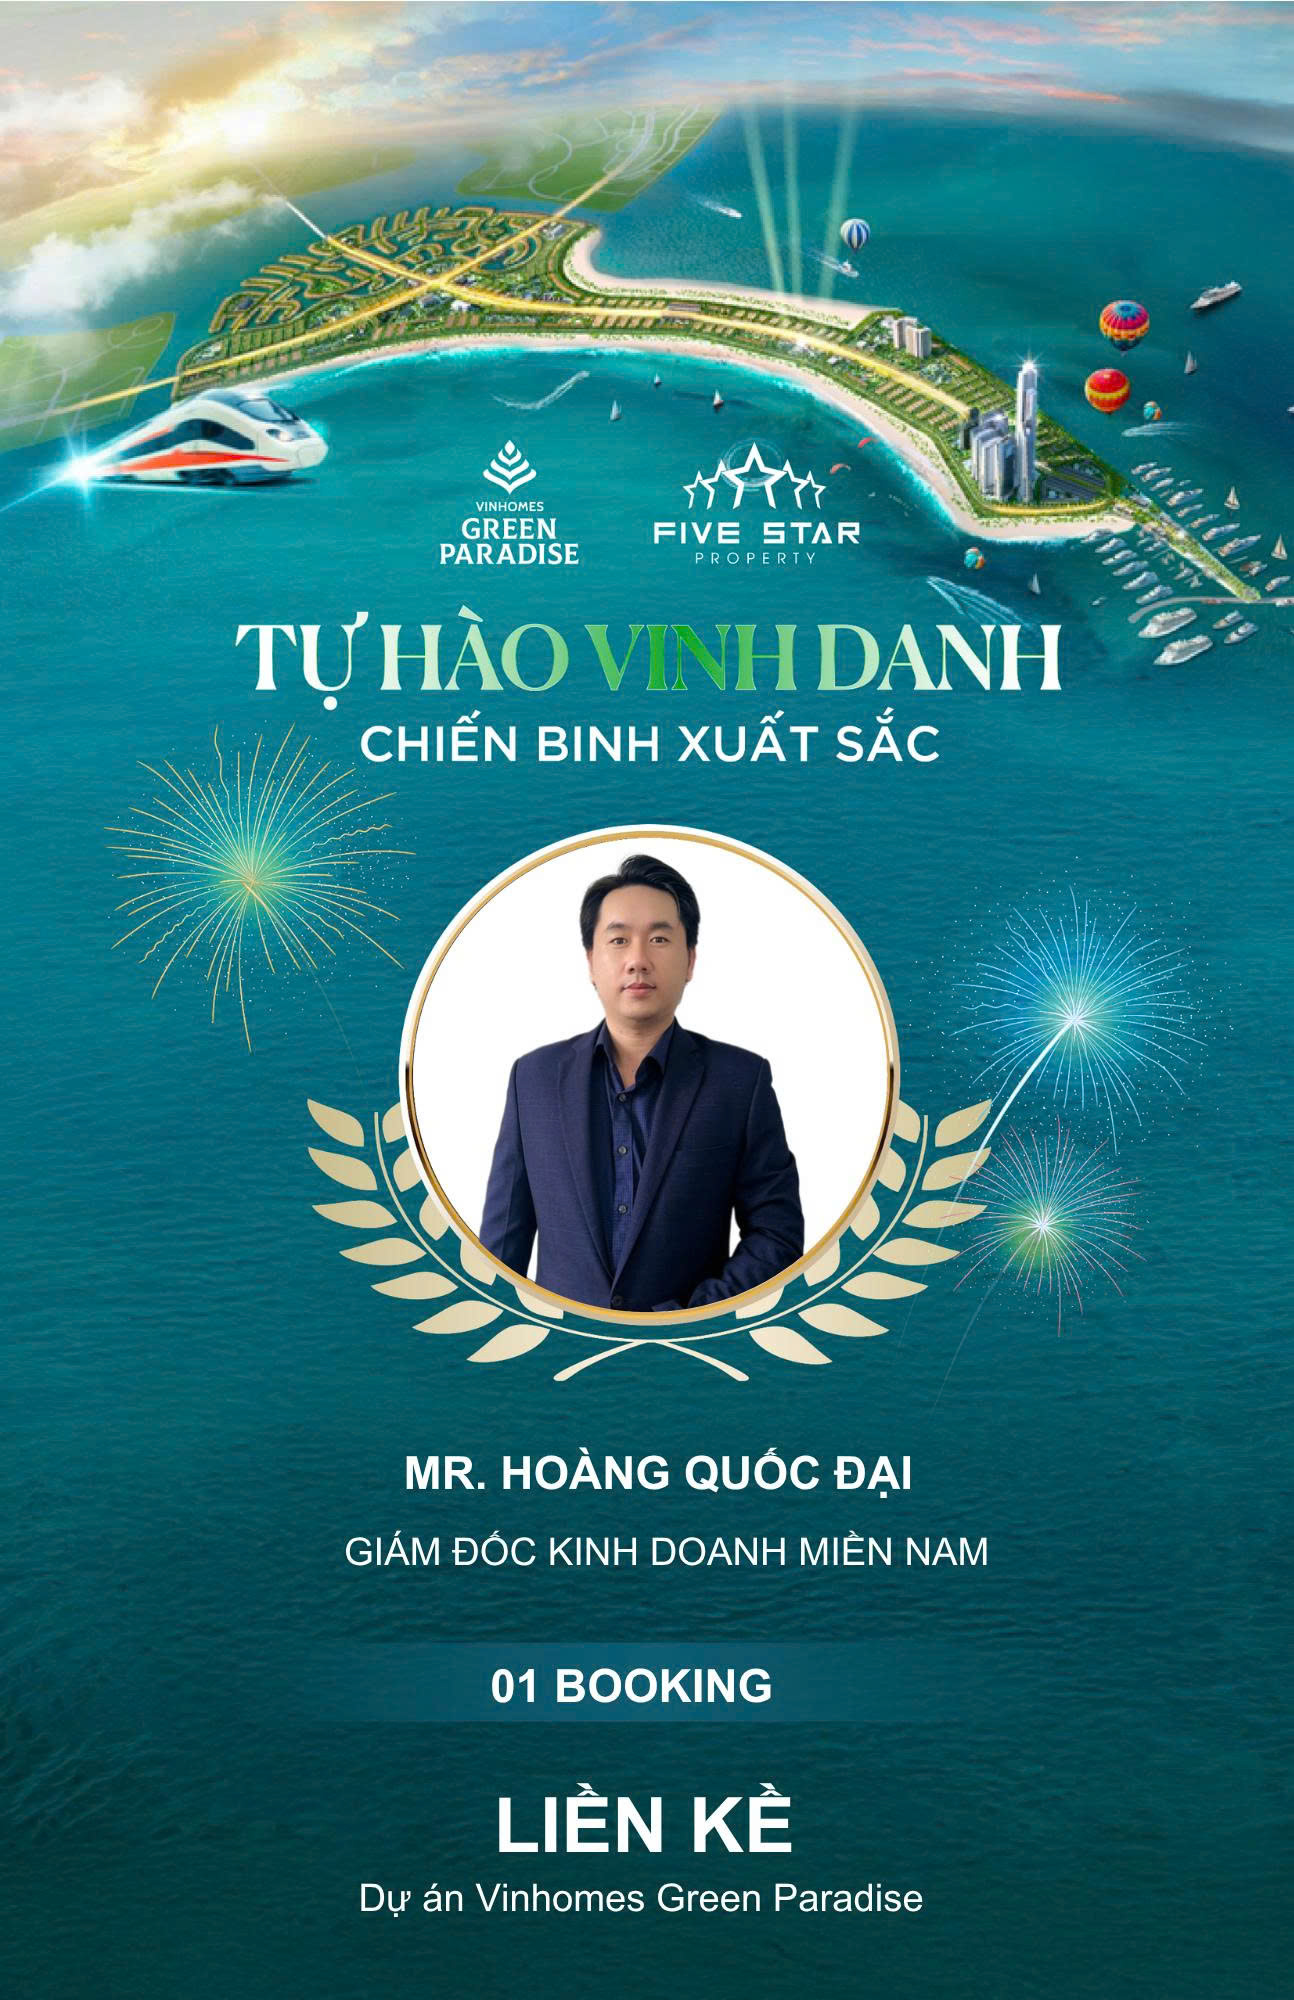 VINHOMES
GREEN
PARADISE
FIVE STAR
PROPERTY
TỰ HÀO VINH DANH
CHIẾN BINH XUẤT SẮC
MR. HOÀNG QUỐC ĐẠI
GIÁM ĐỐC KINH DOANH MIỀN NAM
01 BOOKING
LIỀN KỀ
Dự án Vinhomes Green Paradise